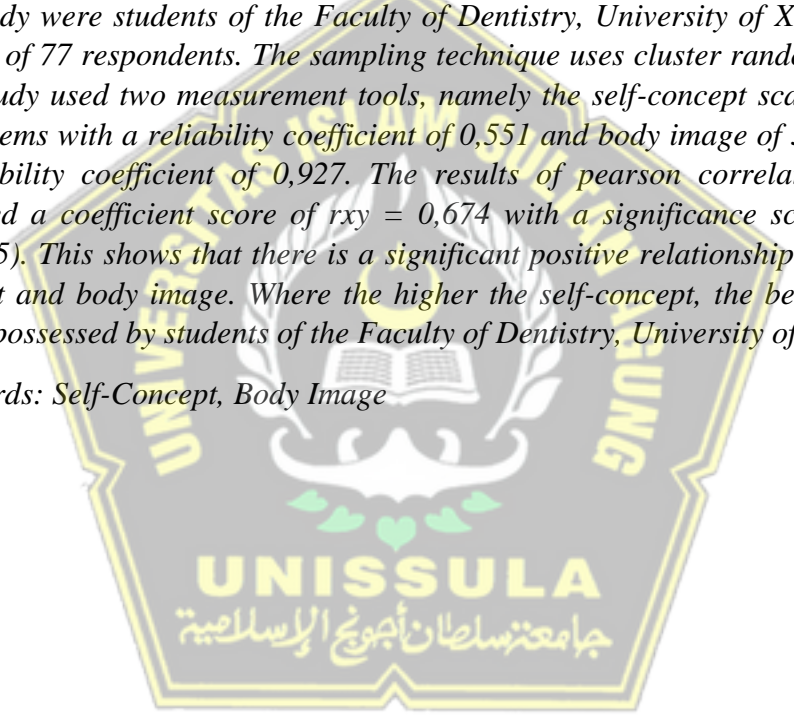 dy were students of the Faculty of Dentistry, University of X
of 77 respondents. The sampling technique uses cluster rando
udy used two measurement tools, namely the self-concept sca
ems with a reliability coefficient of 0,551 and body image of
bility coefficient of 0,927. The results of pearson correla
d a coefficient score of rxy = 0,674 with a significance sc
5). This shows that there is a significant positive relationship
t and body image. Where the higher the self-concept, the be
possessed by students of the Faculty of Dentistry, University of
rds: Self-Concept, Body Image
UNIVERSITAS ISLAM SULTAN AGUNG
UNISSULA
جامعة سلطان أجونج الإسلامية